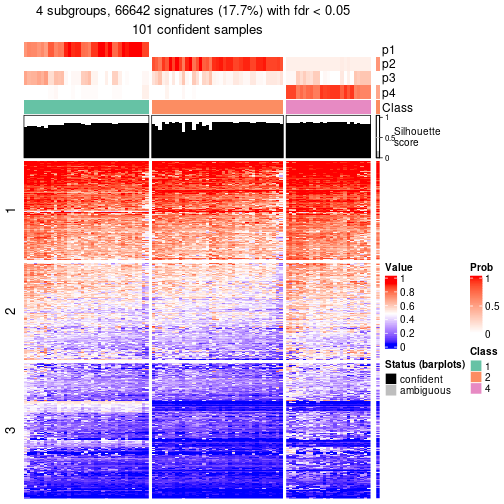 4 subgroups, 66642 signatures (17.7%) with fdr < 0.05
101 confident samples
p1
p2
p3
p4
Class
1
0.5
0
Silhouette
score
1
2
3
Value
1
0.8
0.6
0.4
0.2
0
Prob
1
0.5
0
Status (barplots)
confident
ambiguous
Class
1
2
4